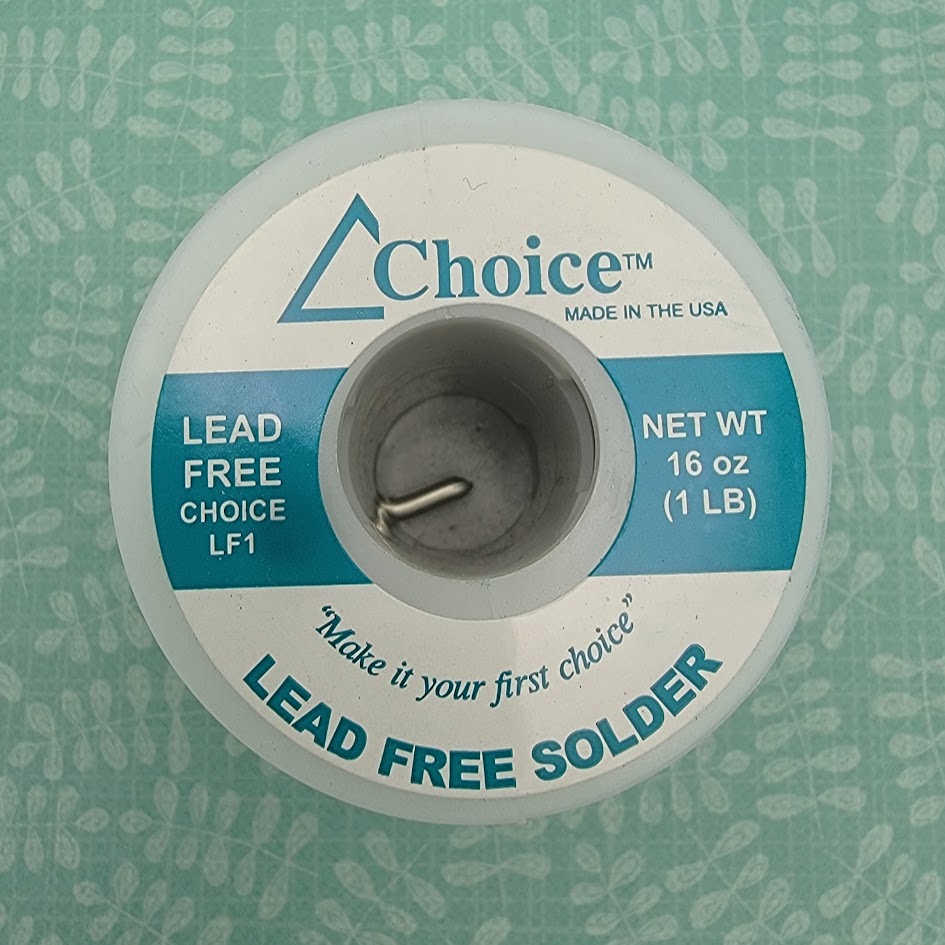 Choice™
MADE IN THE USA
LEAD
FREE
CHOICE
LF1
NET WT
16 oz
(1 LB)
“Make it your first choice”
LEAD FREE SOLDER